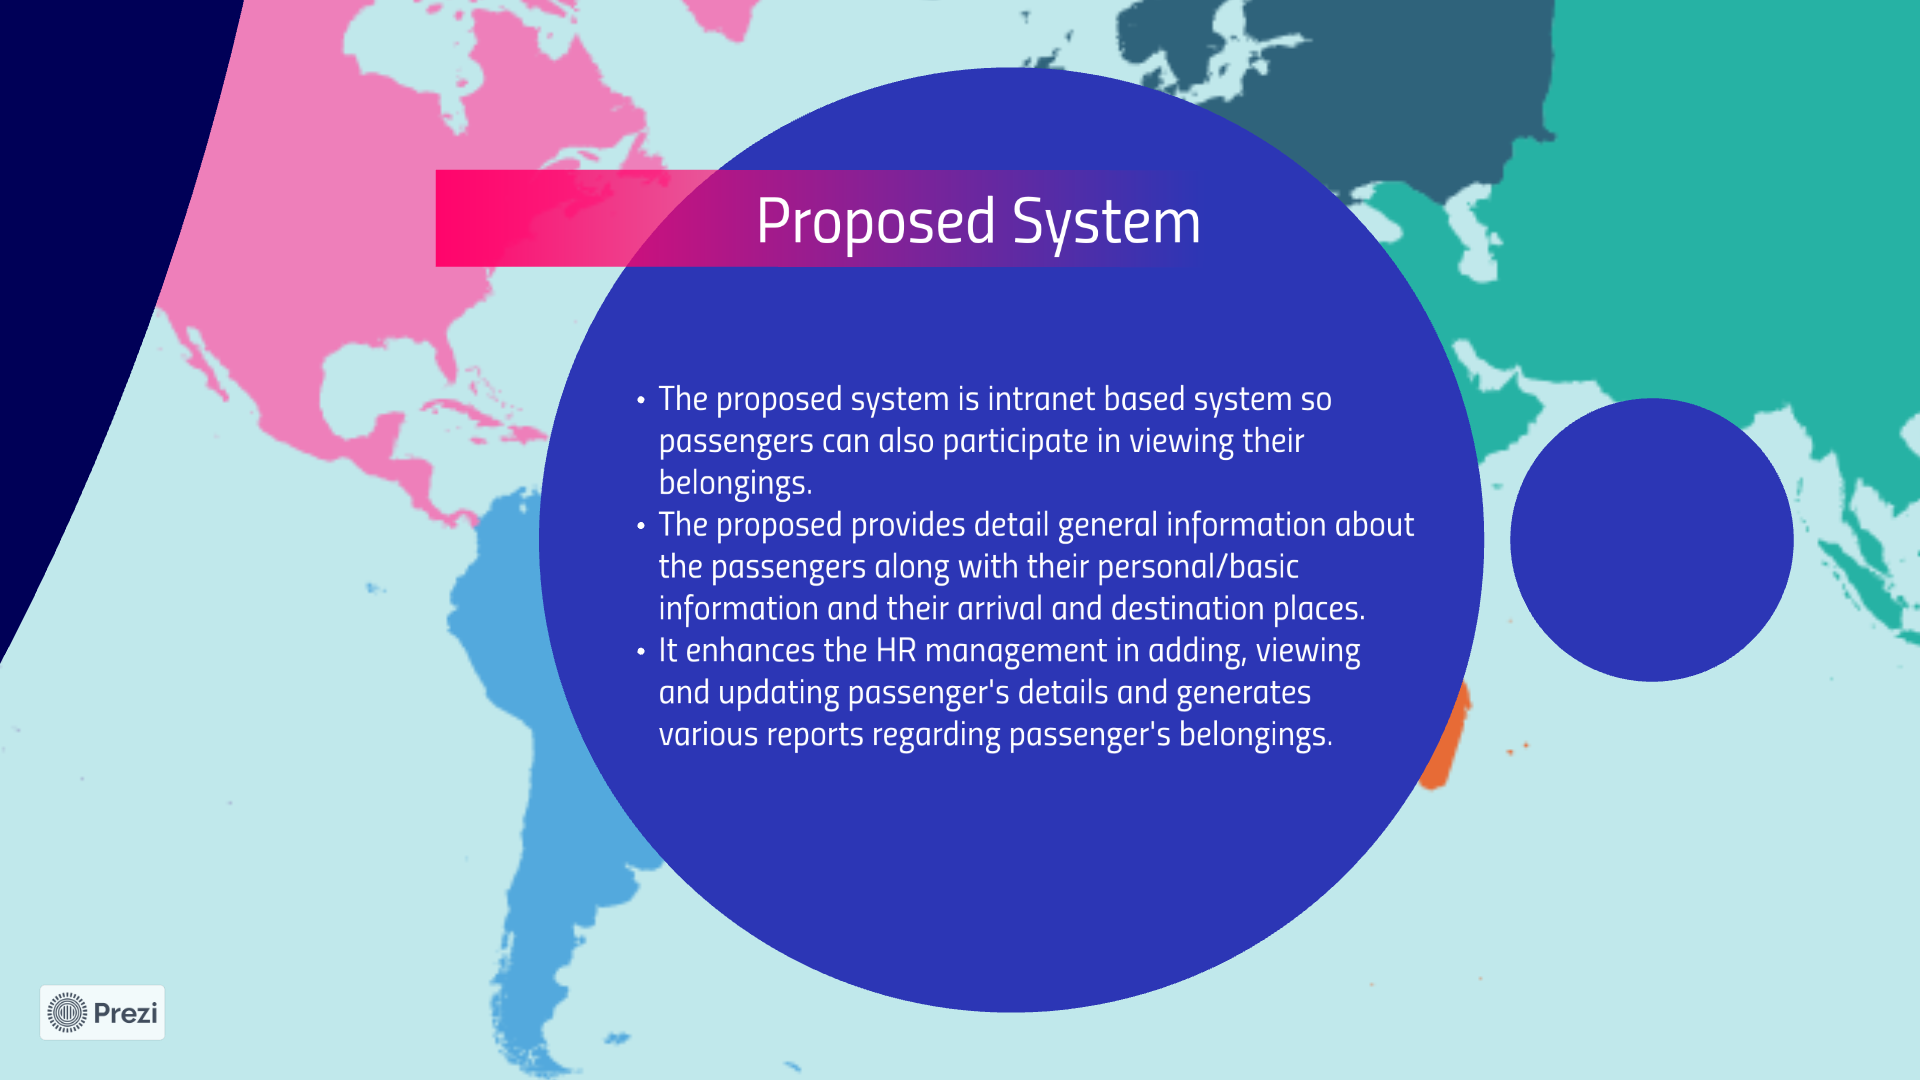 Proposed System
• The proposed system is intranet based system so
passengers can also participate in viewing their
belongings.
• The proposed provides detail general information about
the passengers along with their personal/basic
information and their arrival and destination places.
• It enhances the HR management in adding, viewing
and updating passenger's details and generates
various reports regarding passenger's belongings.
Prezi